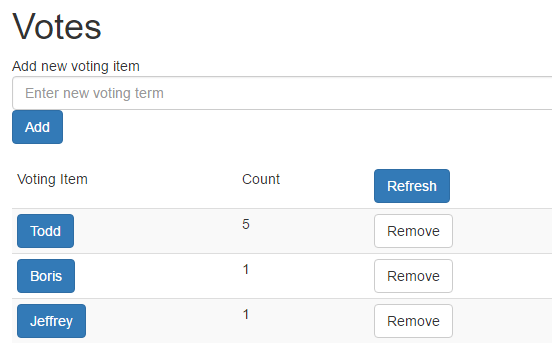 Votes
Add new voting item
Enter new voting term
Add
Voting Item Count Refresh
Todd 5 Remove
Boris 1 Remove
Jeffrey 1 Remove